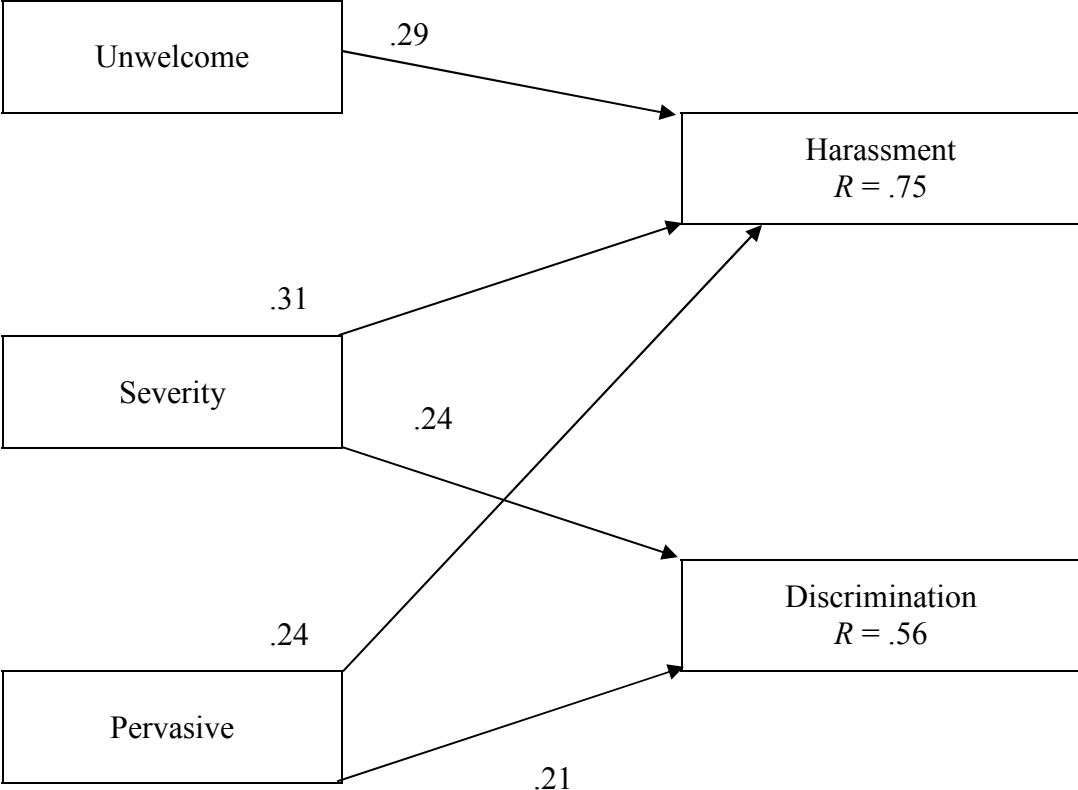 .29
Unwelcome
Harassment
R = .75
.31
Severity
.24
Discrimination
R = .56
.24
Pervasive
.21